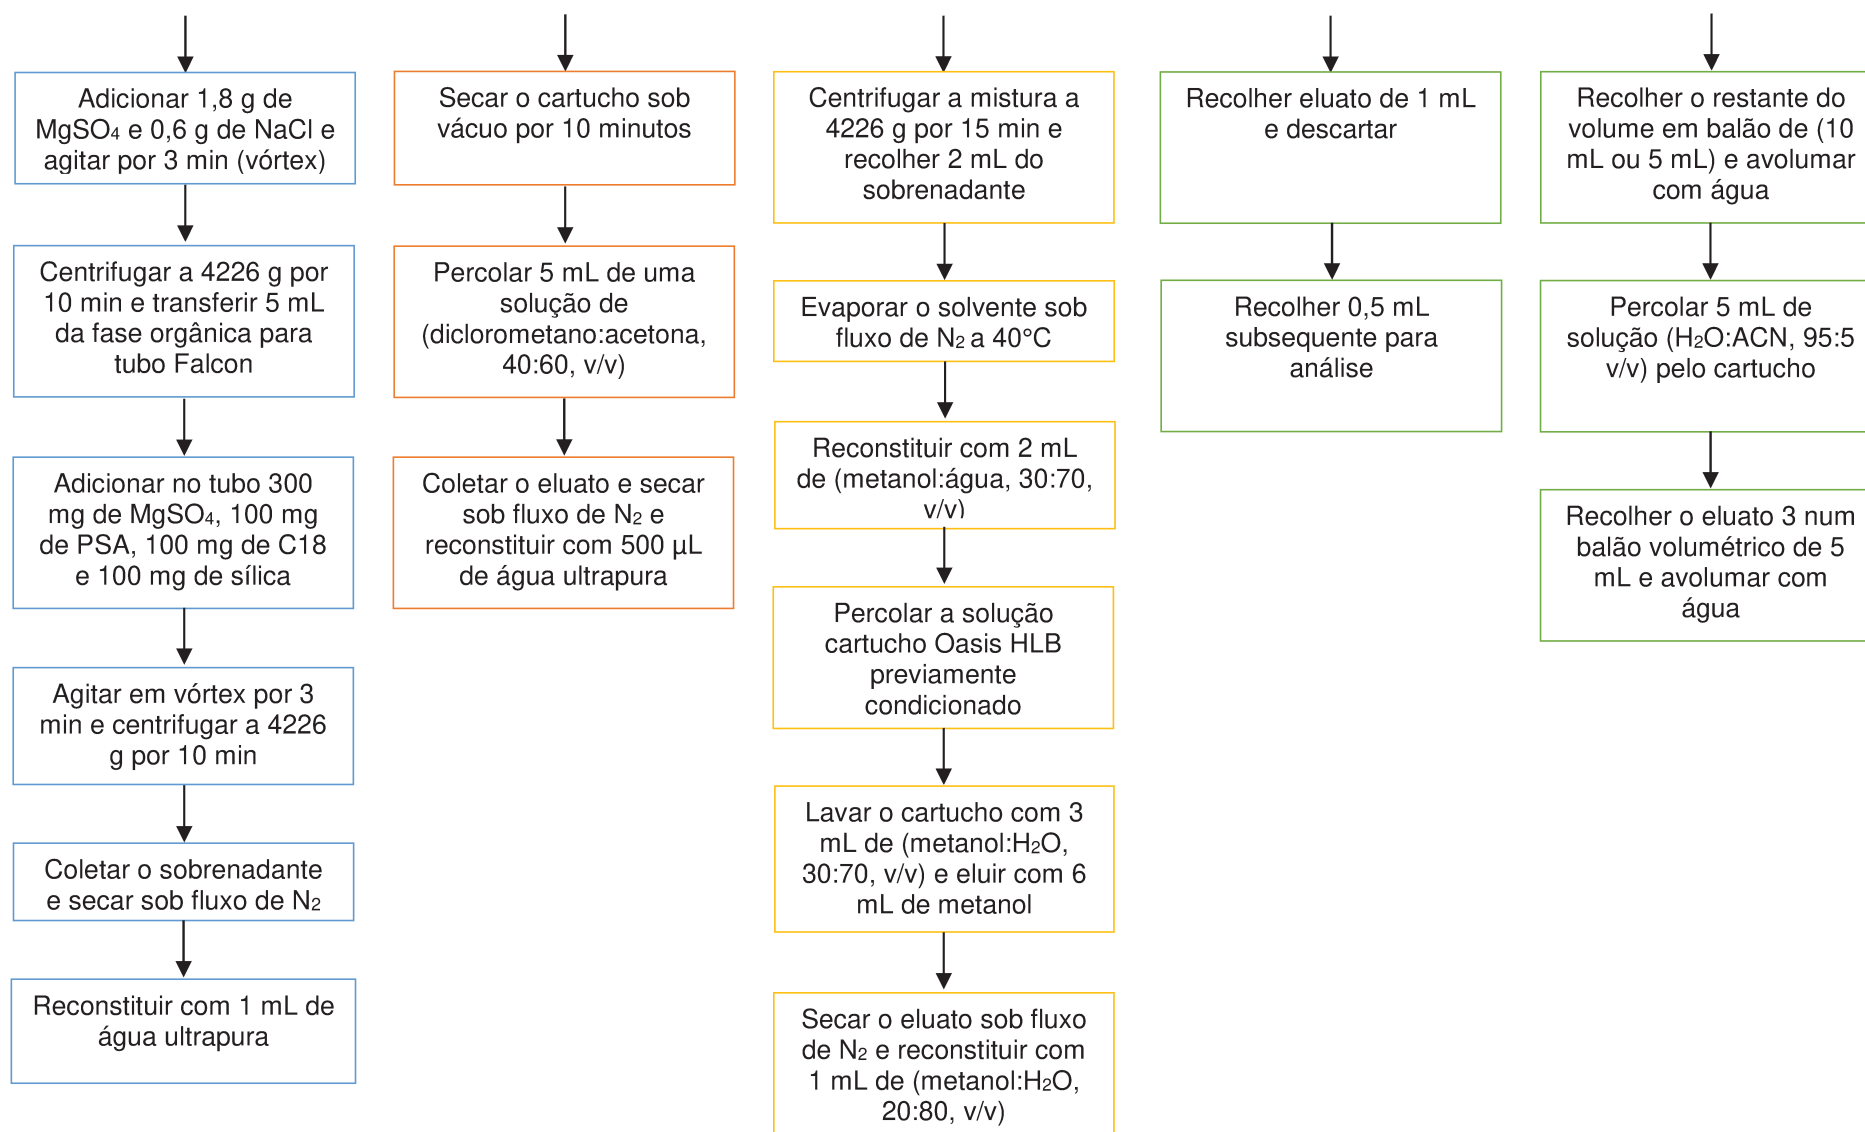 Adicionar 1,8 g de
MgSO₄ e 0,6 g de NaCl e
agitar por 3 min (vórtex)
Centrifugar a 4226 g por
10 min e transferir 5 mL
da fase orgânica para
tubo Falcon
Adicionar no tubo 300
mg de MgSO₄, 100 mg
de PSA, 100 mg de C18
e 100 mg de sílica
Agitar em vórtex por 3
min e centrifugar a 4226
g por 10 min
Coletar o sobrenadante
e secar sob fluxo de N₂
Reconstituir com 1 mL de
água ultrapura
Secar o cartucho sob
vácuo por 10 minutos
Percolar 5 mL de uma
solução de
(diclorometano:acetona,
40:60, v/v)
Coletar o eluato e secar
sob fluxo de N₂ e
reconstituir com 500 µL
de água ultrapura
Centrifugar a mistura a
4226 g por 15 min e
recolher 2 mL do
sobrenadante
Evaporar o solvente sob
fluxo de N₂ a 40°C
Reconstituir com 2 mL
de (metanol:água, 30:70,
v/v)
Percolar a solução
cartucho Oasis HLB
previamente
condicionado
Lavar o cartucho com 3
mL de (metanol:H₂O,
30:70, v/v) e eluir com 6
mL de metanol
Secar o eluato sob fluxo
de N₂ e reconstituir com
1 mL de (metanol:H₂O,
20:80, v/v)
Recolher eluato de 1 mL
e descartar
Recolher 0,5 mL
subsequente para
análise
Recolher o restante do
volume em balão de (10
mL ou 5 mL) e avolumar
com água
Percolar 5 mL de
solução (H₂O:ACN, 95:5
v/v) pelo cartucho
Recolher o eluato 3 num
balão volumétrico de 5
mL e avolumar com
água